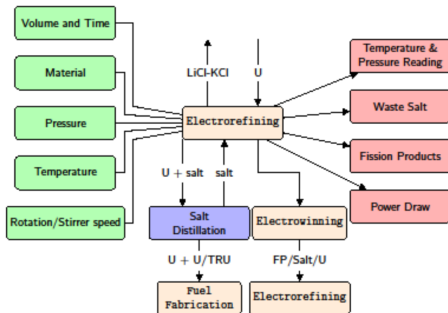 Volume and Time
Material
Pressure
Temperature
Rotation/Stirrer speed
LiCl-KCl
U
Electrorefining
Temperature &
Pressure Reading
Waste Salt
Fission Products
Power Draw
U + salt
salt
Salt
Distillation
Electrowinning
U + U/TRU
FP/Salt/U
Fuel
Fabrication
Electrorefining